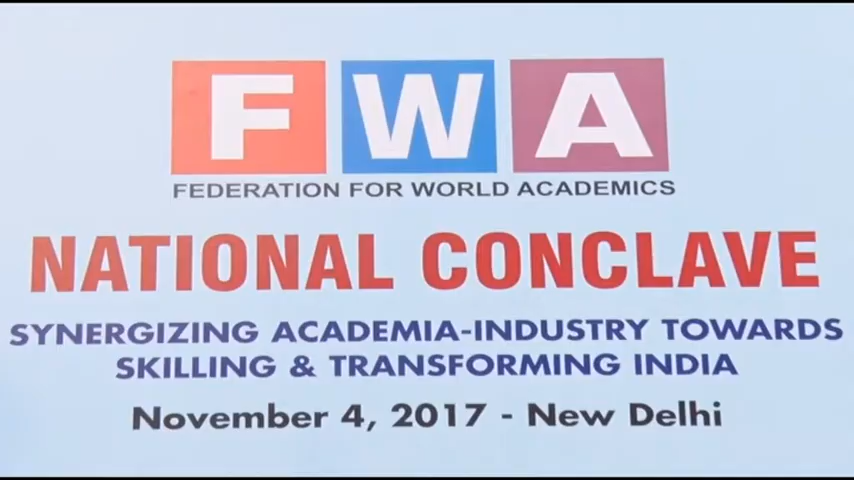 FWA
FEDERATION FOR WORLD ACADEMICS
NATIONAL CONCLAVE
SYNERGIZING ACADEMIA-INDUSTRY TOWARDS
SKILLING & TRANSFORMING INDIA
November 4, 2017 - New Delhi